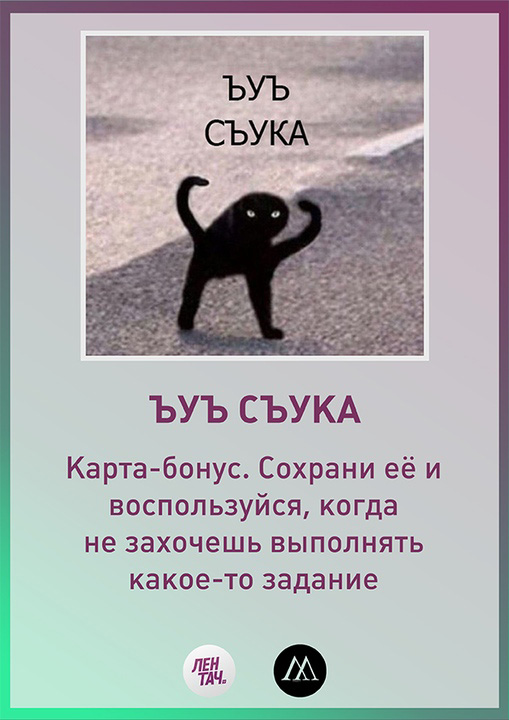 ЪУЪ
СЪУКА
ЪУЪ СЪУКА
Карта-бонус. Сохрани её и
воспользуйся, когда
не захочешь выполнять
какое-то задание
ЛЕН
ТАЧ.